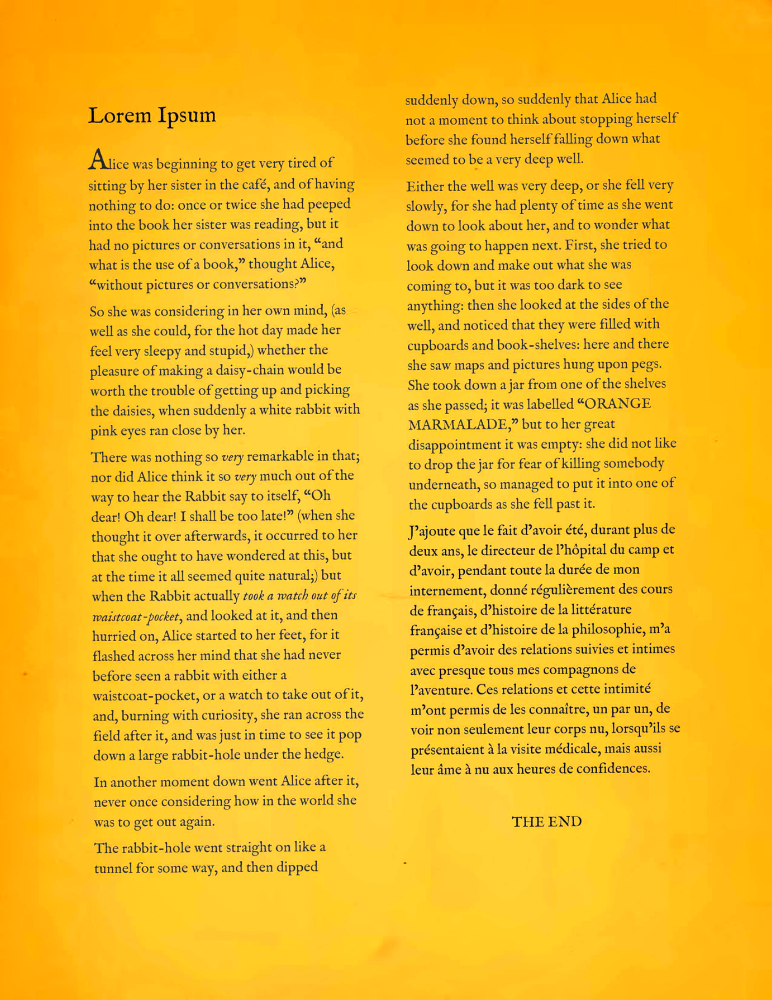 Lorem Ipsum
Alice was beginning to get very tired of
sitting by her sister in the café, and of having
nothing to do: once or twice she had peeped
into the book her sister was reading, but it
had no pictures or conversations in it, “and
what is the use of a book,” thought Alice,
“without pictures or conversations?”
So she was considering in her own mind, (as
well as she could, for the hot day made her
feel very sleepy and stupid,) whether the
pleasure of making a daisy-chain would be
worth the trouble of getting up and picking
the daisies, when suddenly a white rabbit with
pink eyes ran close by her.
There was nothing so very remarkable in that;
nor did Alice think it so very much out of the
way to hear the Rabbit say to itself, “Oh
dear! Oh dear! I shall be too late!” (when she
thought it over afterwards, it occurred to her
that she ought to have wondered at this, but
at the time it all seemed quite natural;) but
when the Rabbit actually took a watch out of its
waistcoat-pocket, and looked at it, and then
hurried on, Alice started to her feet, for it
flashed across her mind that she had never
before seen a rabbit with either a
waistcoat-pocket, or a watch to take out of it,
and, burning with curiosity, she ran across the
field after it, and was just in time to see it pop
down a large rabbit-hole under the hedge.
In another moment down went Alice after it,
never once considering how in the world she
was to get out again.
The rabbit-hole went straight on like a
tunnel for some way, and then dipped
suddenly down, so suddenly that Alice had
not a moment to think about stopping herself
before she found herself falling down what
seemed to be a very deep well.
Either the well was very deep, or she fell very
slowly, for she had plenty of time as she went
down to look about her, and to wonder what
was going to happen next. First, she tried to
look down and make out what she was
coming to, but it was too dark to see
anything: then she looked at the sides of the
well, and noticed that they were filled with
cupboards and book-shelves: here and there
she saw maps and pictures hung upon pegs.
She took down a jar from one of the shelves
as she passed; it was labelled “ORANGE
MARMALADE,” but to her great
disappointment it was empty: she did not like
to drop the jar for fear of killing somebody
underneath, so managed to put it into one of
the cupboards as she fell past it.
J’ajoute que le fait d’avoir été, durant plus de
deux ans, le directeur de l’hôpital du camp et
d’avoir, pendant toute la durée de mon
internement, donné régulièrement des cours
de français, d’histoire de la littérature
française et d’histoire de la philosophie, m’a
permis d’avoir des relations suivies et intimes
avec presque tous mes compagnons de
l’aventure. Ces relations et cette intimité
m’ont permis de les connaître, un par un, de
voir non seulement leur corps nu, lorsqu’ils se
présentaient à la visite médicale, mais aussi
leur âme à nu aux heures de confidences.
THE END